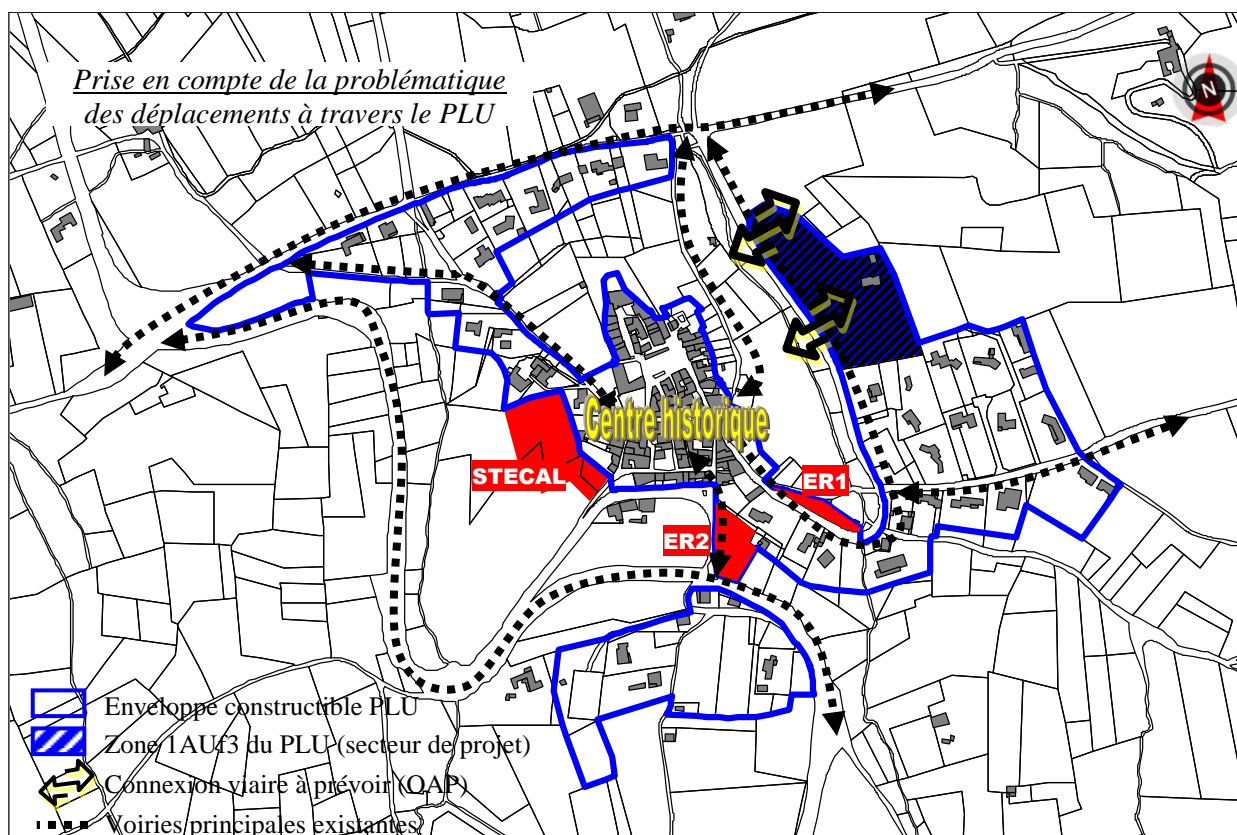 Prise en compte de la problématique
des déplacements à travers le PLU
N
Centre historique
STECAL
ER1
ER2
Enveloppe constructible PLU
Zone 1AUf3 du PLU (secteur de projet)
Connexion viaire à prévoir (OAP)
Voiries principales existantes